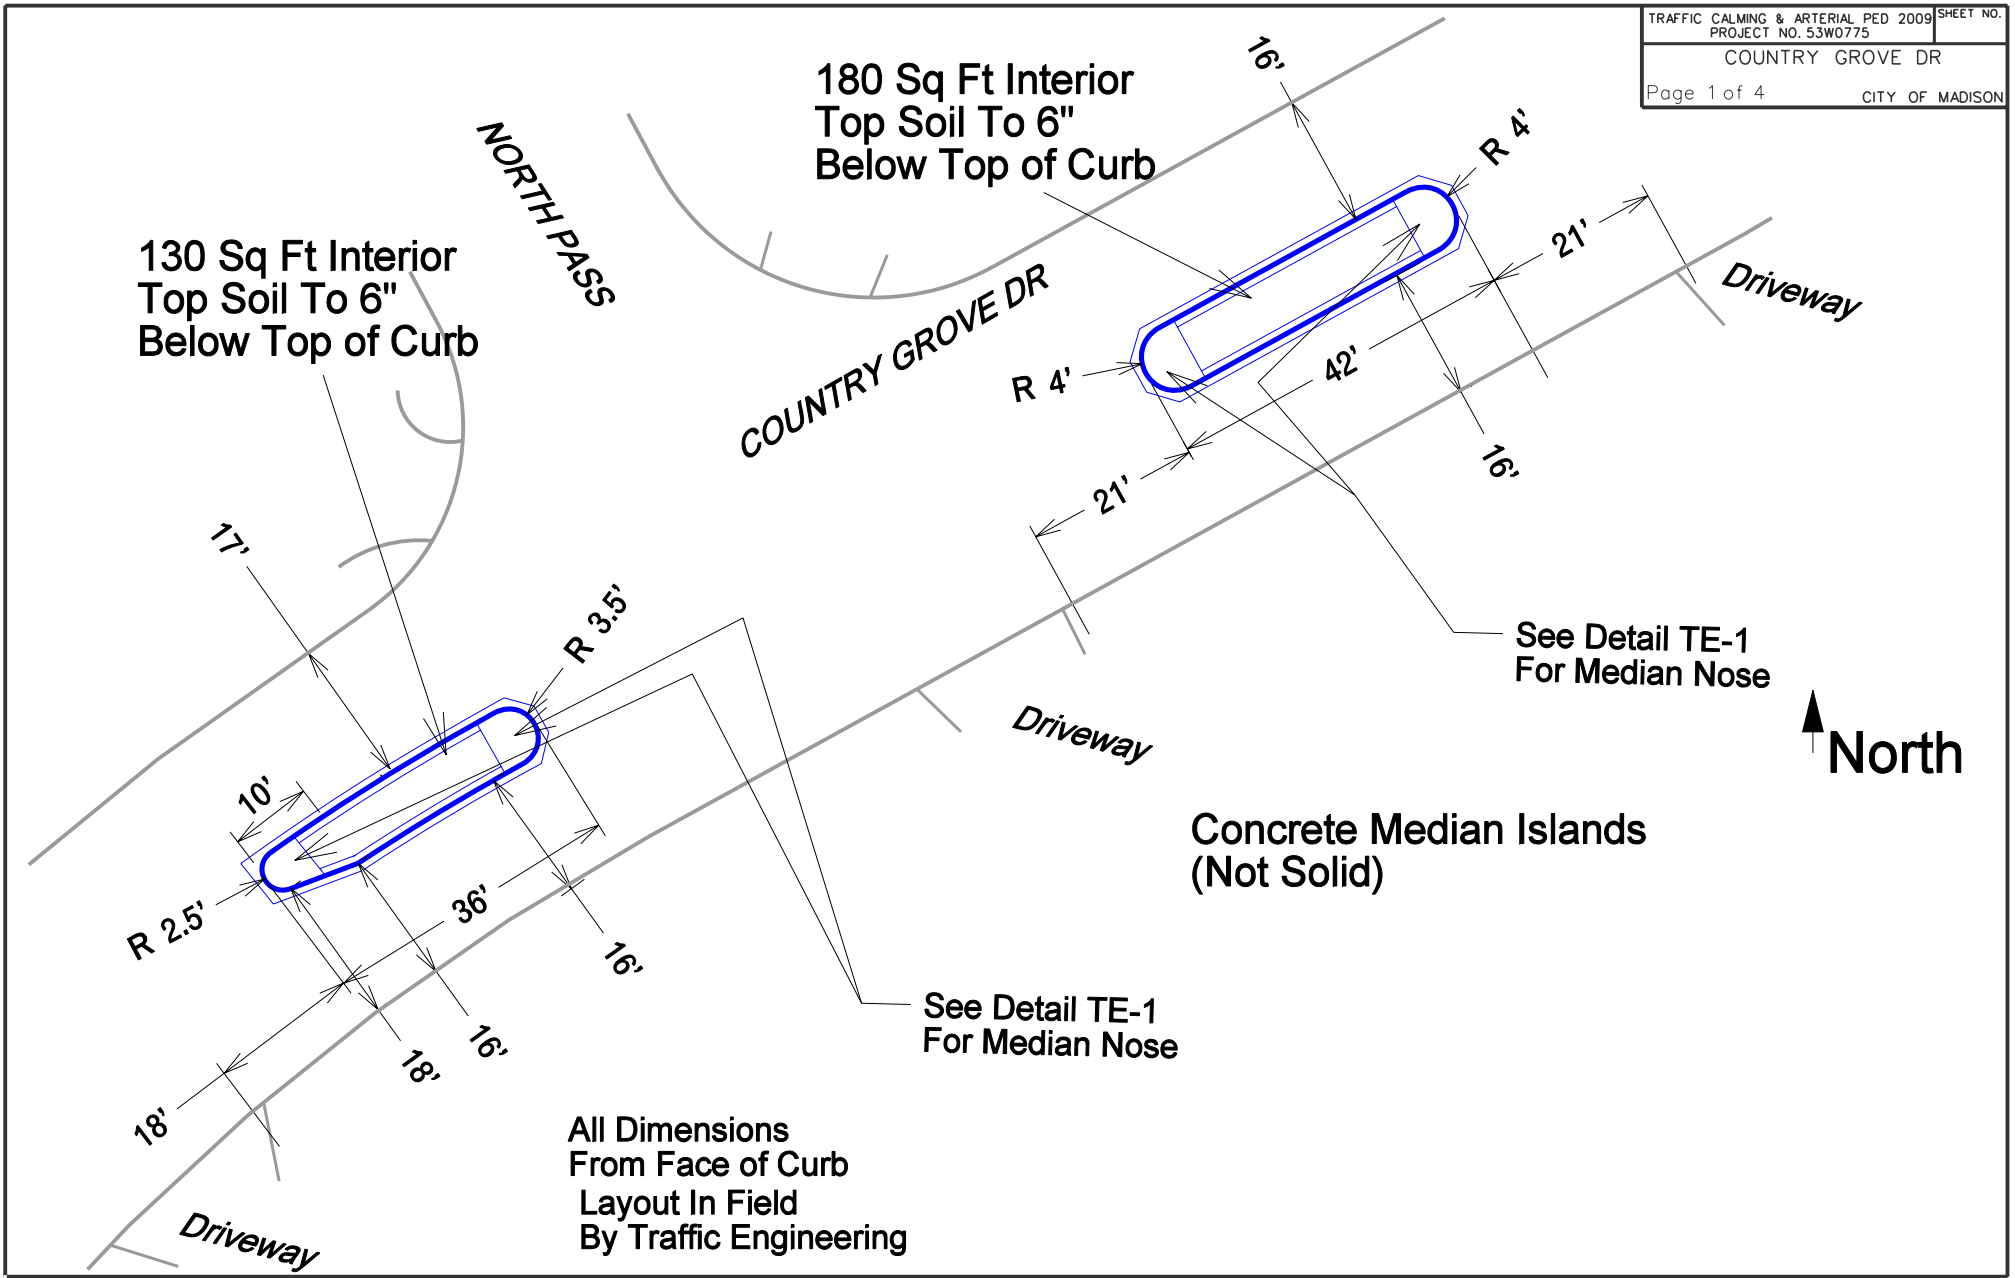 TRAFFIC CALMING & ARTERIAL PED 2009
PROJECT NO. 53W0775
SHEET NO.
COUNTRY GROVE DR
Page 1 of 4
CITY OF MADISON
180 Sq Ft Interior
Top Soil To 6"
Below Top of Curb
16'
R 4'
NORTH PASS
21'
Driveway
130 Sq Ft Interior
Top Soil To 6"
Below Top of Curb
COUNTRY GROVE DR
R 4'
42'
16'
21'
17'
R 3.5'
See Detail TE-1
For Median Nose
North
Driveway
10'
Concrete Median Islands
(Not Solid)
R 2.5'
36'
16'
See Detail TE-1
For Median Nose
16'
18'
18'
All Dimensions
From Face of Curb
Layout In Field
By Traffic Engineering
Driveway